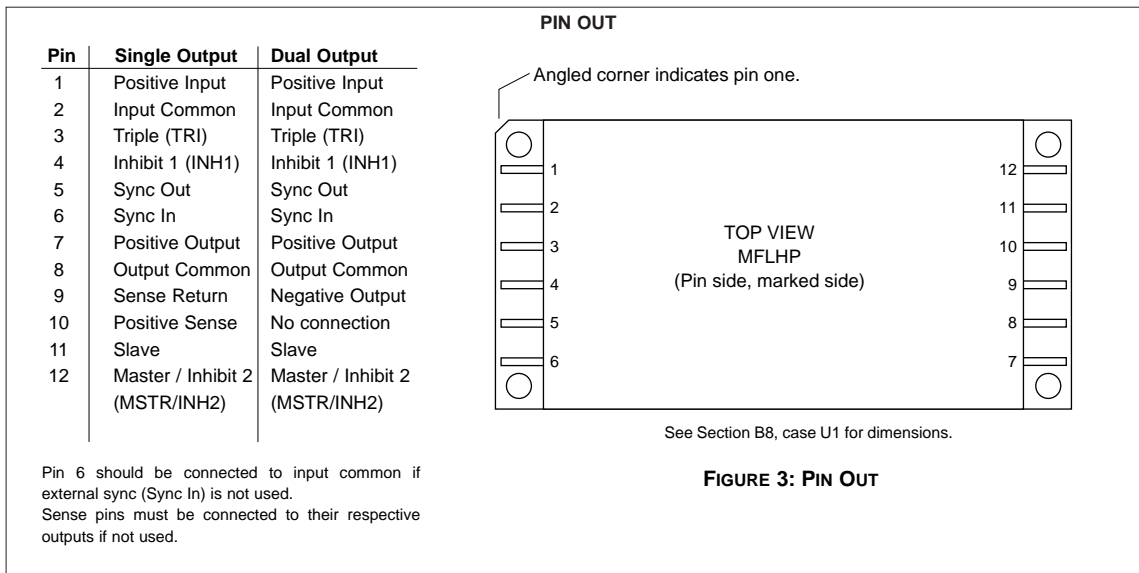 PIN OUT
Pin Single Output Dual Output
1 Positive Input Positive Input
2 Input Common Input Common
3 Triple (TRI) Triple (TRI)
4 Inhibit 1 (INH1) Inhibit 1 (INH1)
5 Sync Out Sync Out
6 Sync In Sync In
7 Positive Output Positive Output
8 Output Common Output Common
9 Sense Return Negative Output
10 Positive Sense No connection
11 Slave Slave
12 Master / Inhibit 2 Master / Inhibit 2
(MSTR/INH2) (MSTR/INH2)
Pin 6 should be connected to input common if
external sync (Sync In) is not used.
Sense pins must be connected to their respective
outputs if not used.
Angled corner indicates pin one.
1 12
2 11
3 10
4 9
5 8
6 7
TOP VIEW
MFLHP
(Pin side, marked side)
See Section B8, case U1 for dimensions.
FIGURE 3: PIN OUT